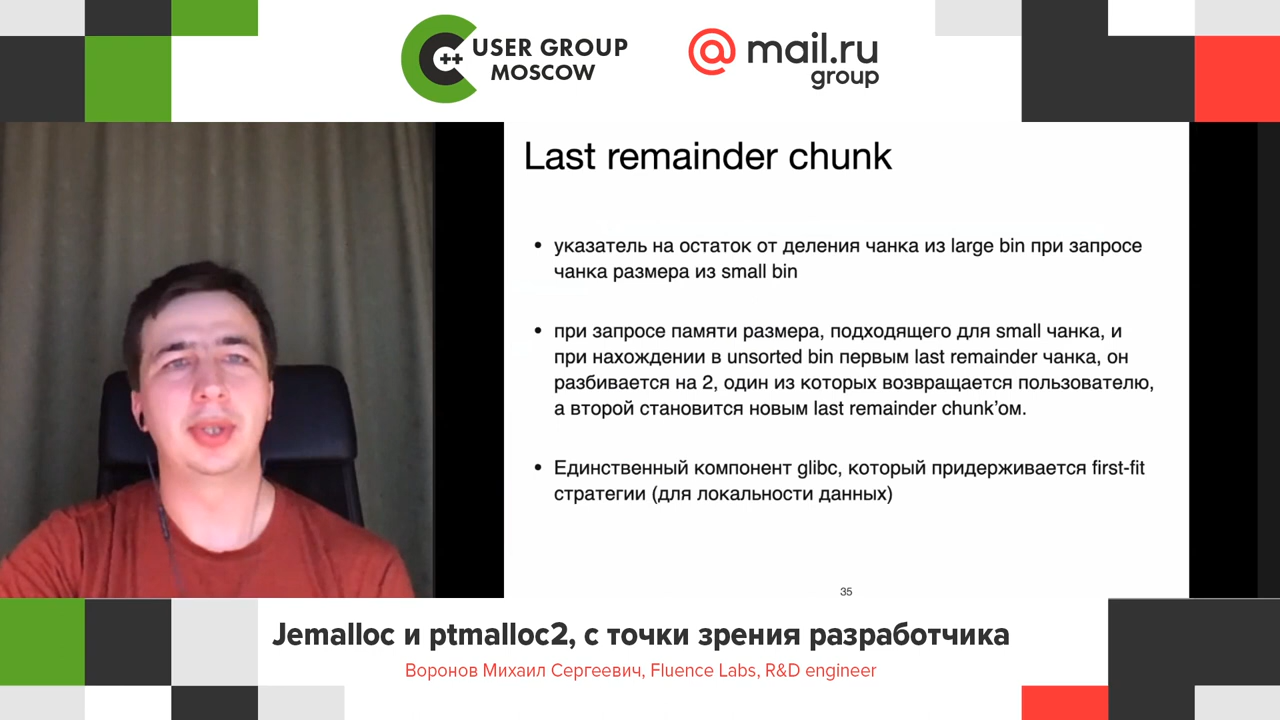 C++ USER GROUP
MOSCOW
@mail.ru
group
Last remainder chunk
• указатель на остаток от деления чанка из large bin при запросе
чанка размера из small bin
• при запросе памяти размера, подходящего для small чанка, и
при нахождении в unsorted bin первым last remainder чанка, он
разбивается на 2, один из которых возвращается пользователю,
а второй становится новым last remainder chunk’ом.
• Единственный компонент glibc, который придерживается first-fit
стратегии (для локальности данных)
35
Jemalloc и ptmalloc2, с точки зрения разработчика
Воронов Михаил Сергеевич, Fluence Labs, R&D engineer